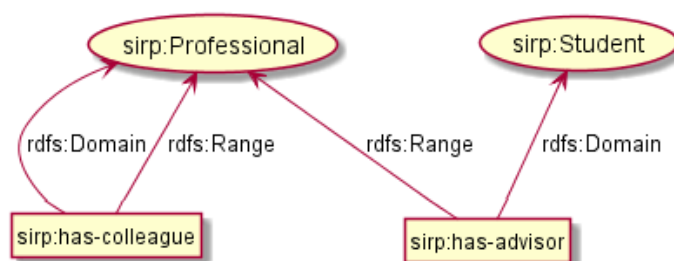 sirp:Professional
sirp:Student
rdfs:Domain
rdfs:Range
rdfs:Range
rdfs:Domain
sirp:has-colleague
sirp:has-advisor